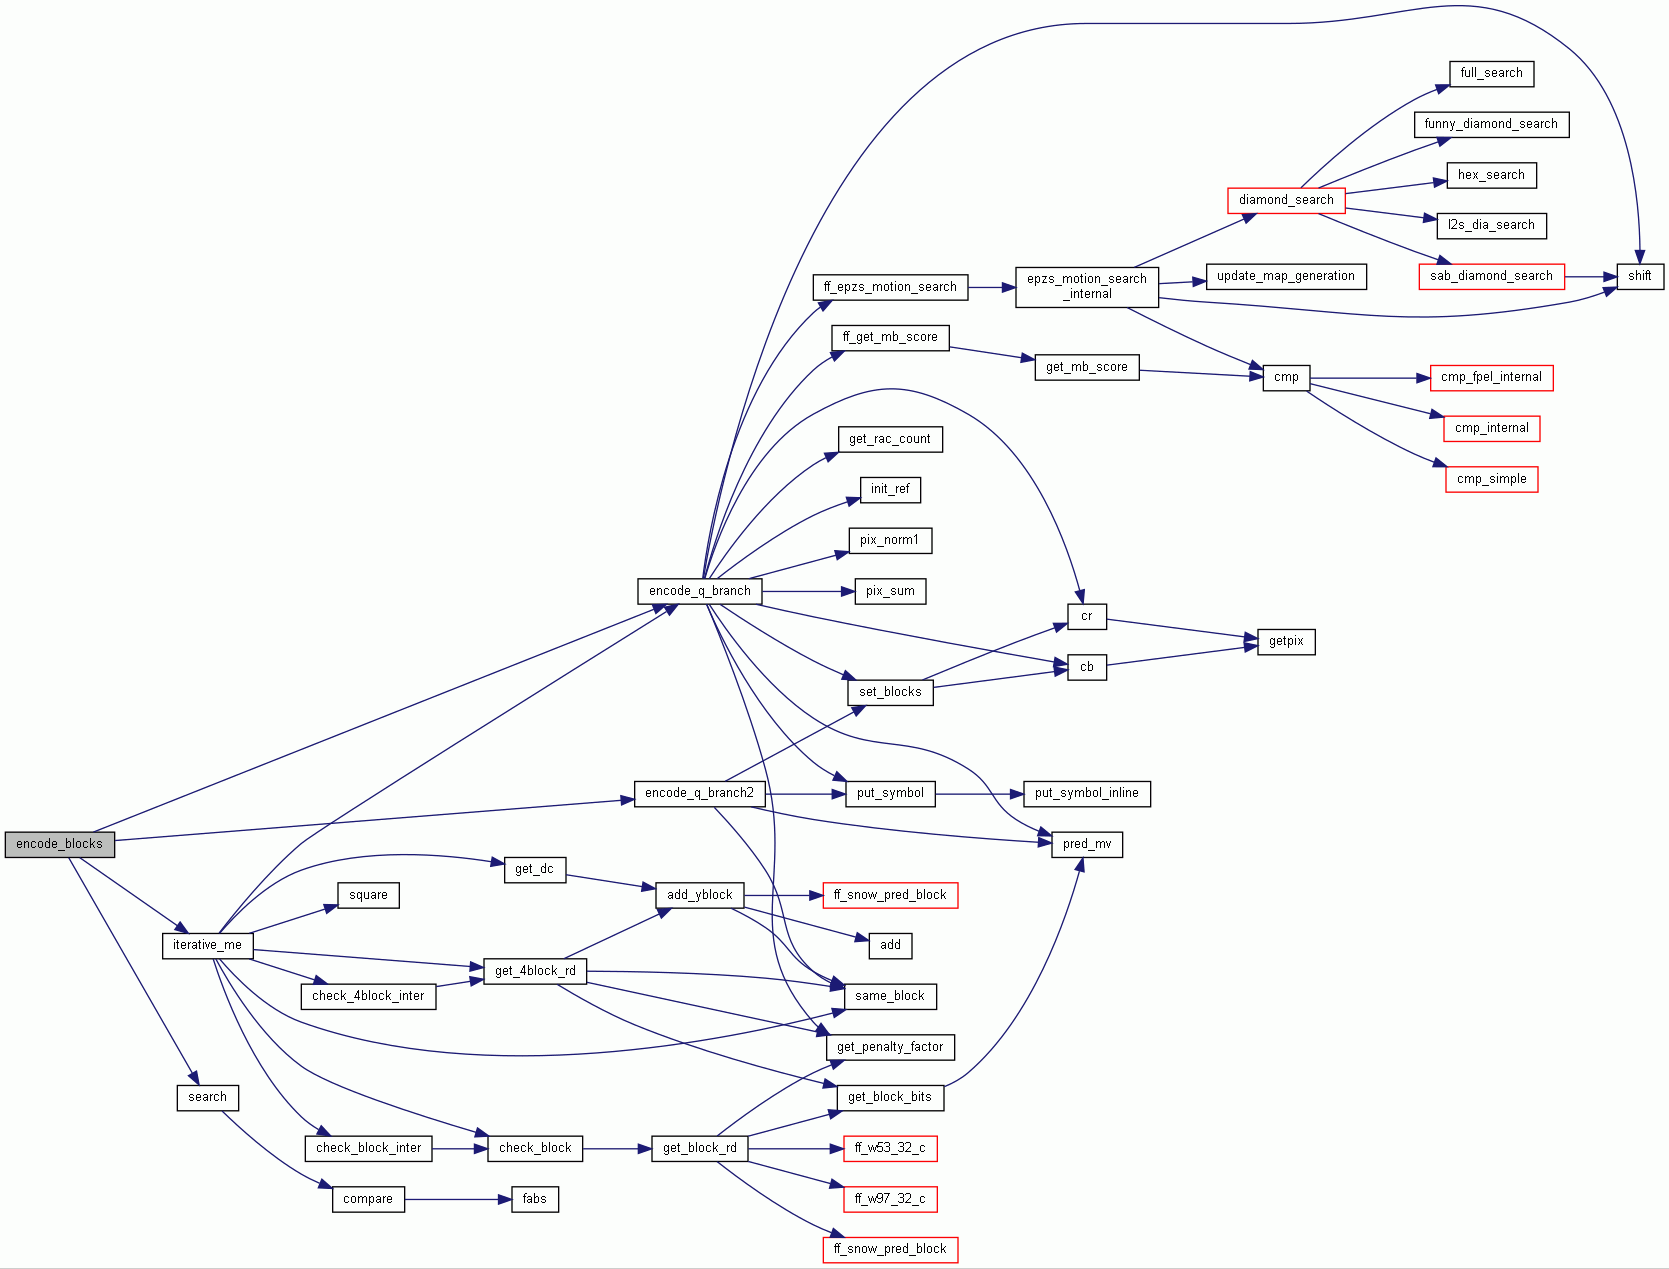 full_search
funny_diamond_search
hex_search
diamond_search
l2s_dia_search
sab_diamond_search
shift
update_map_generation
epzs_motion_search
_internal
ff_epzs_motion_search
ff_get_mb_score
get_mb_score
cmp
cmp_fpel_internal
cmp_internal
cmp_simple
get_rac_count
init_ref
pix_norm1
pix_sum
encode_q_branch
cr
getpix
cb
set_blocks
encode_q_branch2
put_symbol
put_symbol_inline
encode_blocks
pred_mv
get_dc
square
add_yblock
ff_snow_pred_block
iterative_me
add
get_4block_rd
check_4block_inter
same_block
get_penalty_factor
search
get_block_bits
check_block_inter
check_block
get_block_rd
ff_w53_32_c
compare
fabs
ff_w97_32_c
ff_snow_pred_block